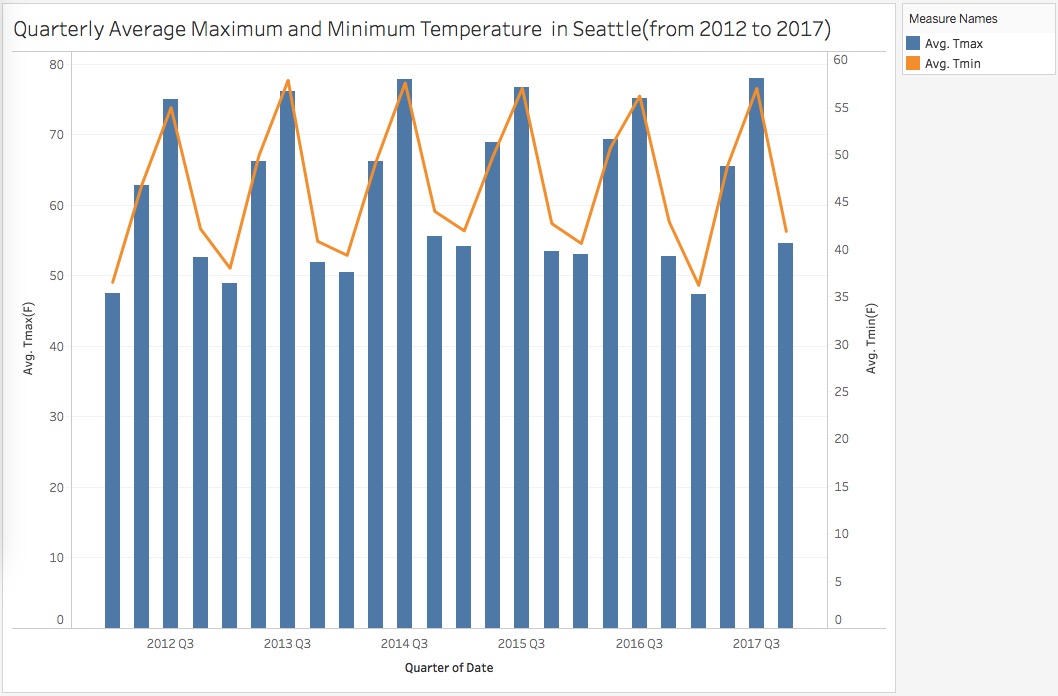 Quarterly Average Maximum and Minimum Temperature  in Seattle(from 2012 to 2017)
Measure Names
Avg. Tmax
Avg. Tmin
80
70
60
50
40
30
20
10
0
Avg. Tmax(F)
60
55
50
45
40
35
30
25
20
15
10
5
0
Avg. Tmin(F)
2012 Q3
2013 Q3
2014 Q3
2015 Q3
2016 Q3
2017 Q3
Quarter of Date